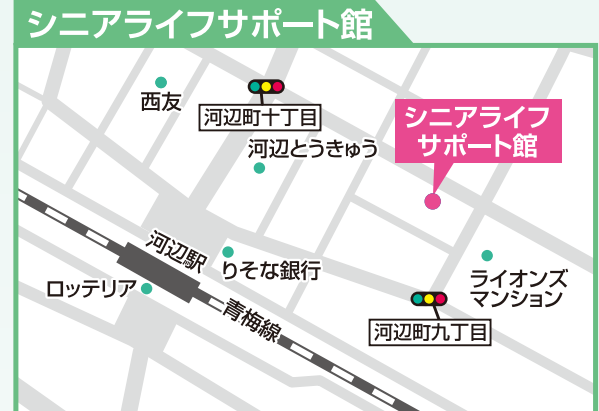 シニアライフサポート館
西友
河辺町十丁目
河辺とうきゅう
シニアライフ
サポート館
河辺駅
りそな銀行
ロッテリア
青梅線
ライオンズ
マンション
河辺町九丁目